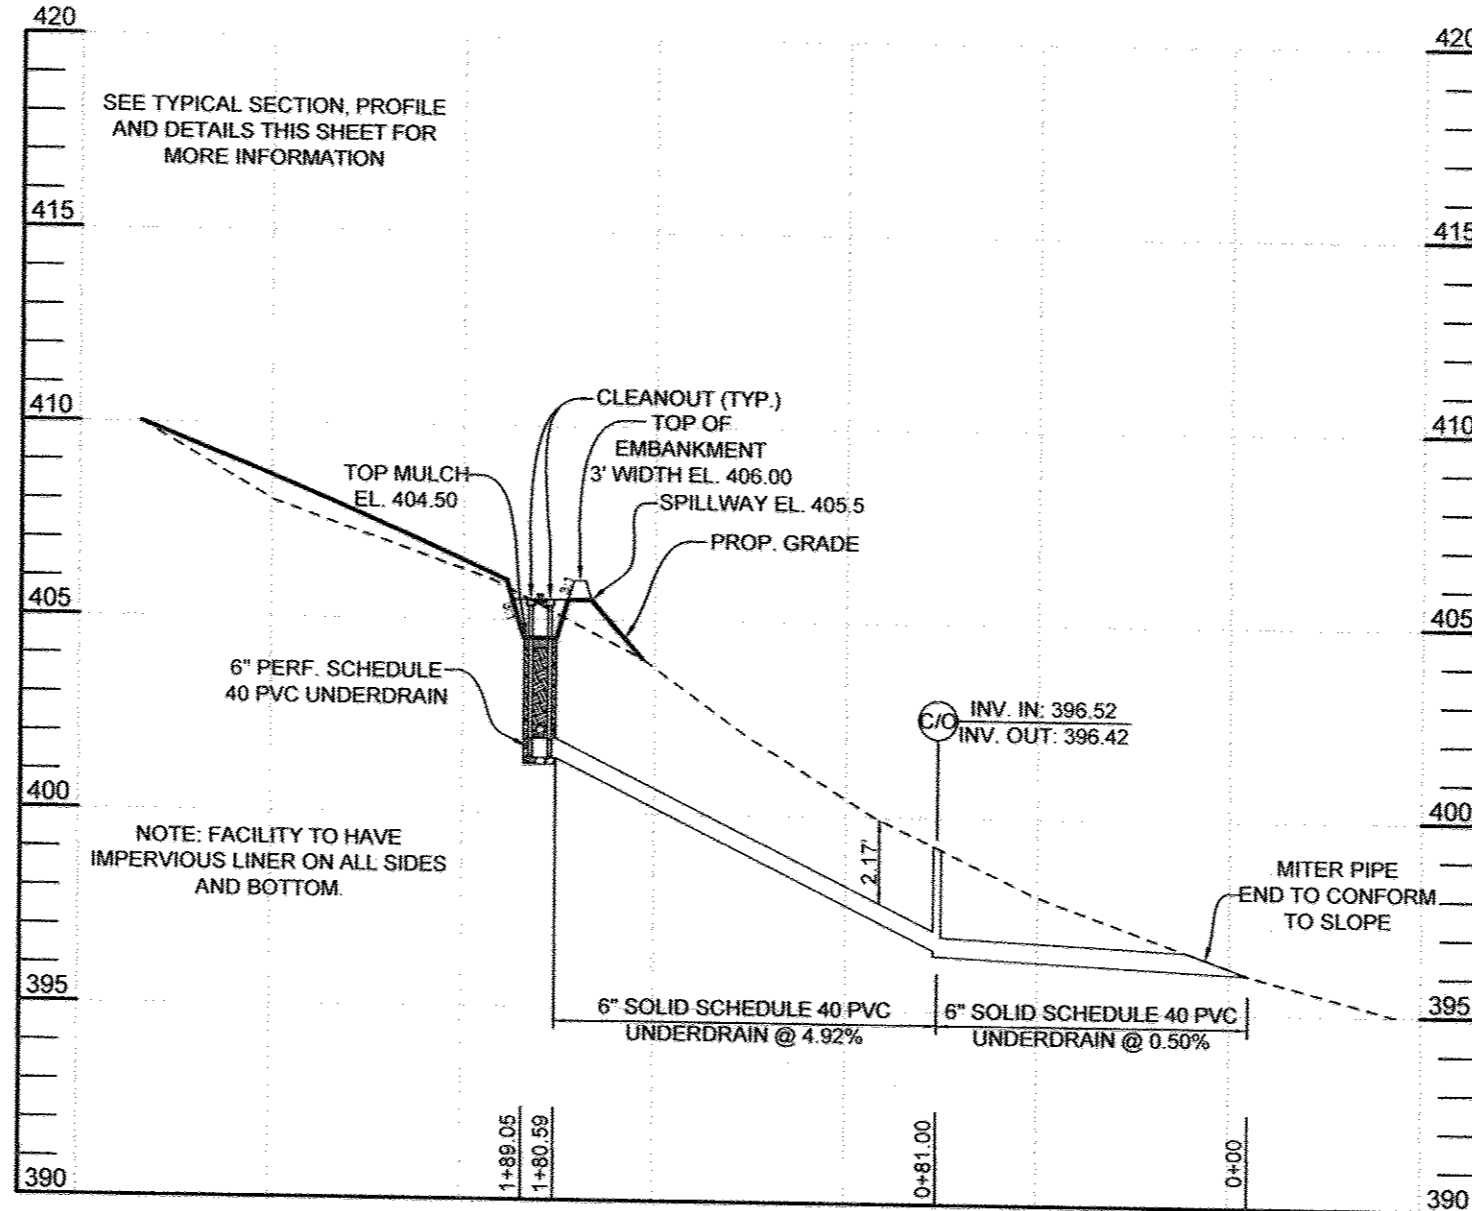 420
420
SEE TYPICAL SECTION, PROFILE
AND DETAILS THIS SHEET FOR
MORE INFORMATION
415
415
410
410
CLEANOUT (TYP.)
TOP OF
EMBANKMENT
3' WIDTH EL. 406.00
TOP MULCH
EL. 404.50
SPILLWAY EL. 405.5
PROP. GRADE
405
405
6" PERF. SCHEDULE
40 PVC UNDERDRAIN
C/O
INV. IN: 396.52
INV. OUT: 396.42
400
400
NOTE: FACILITY TO HAVE
IMPERVIOUS LINER ON ALL SIDES
AND BOTTOM.
2.17'
MITER PIPE
END TO CONFORM
TO SLOPE
395
395
6" SOLID SCHEDULE 40 PVC
UNDERDRAIN @ 4.92%
6" SOLID SCHEDULE 40 PVC
UNDERDRAIN @ 0.50%
1+89.05
1+80.59
0+81.00
0+00
390
390